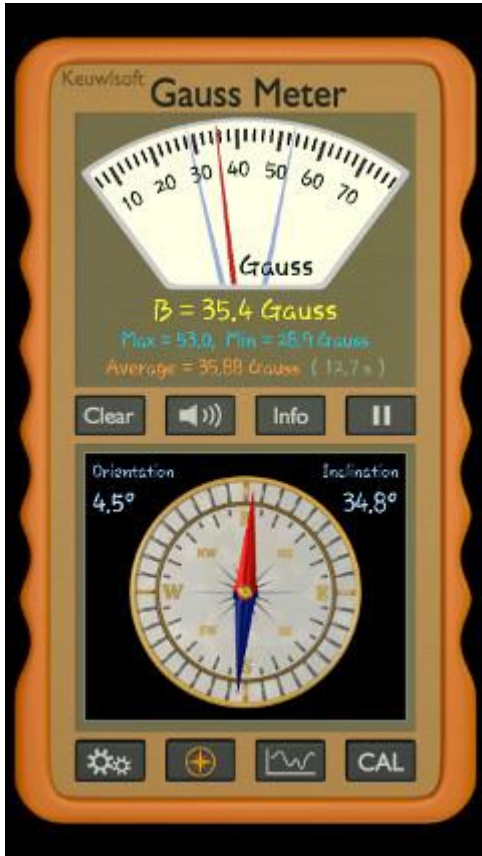 Keuwlsoft
Gauss Meter
10 20 30 40 50 60 70
Gauss
B = 35.4 Gauss
Max = 53.0, Min = 28.9 Gauss
Average = 35.88 Gauss ( 12.7 s )
Clear Info
Orientation Inclination
4.5° 34.8°
W E
S
CAL